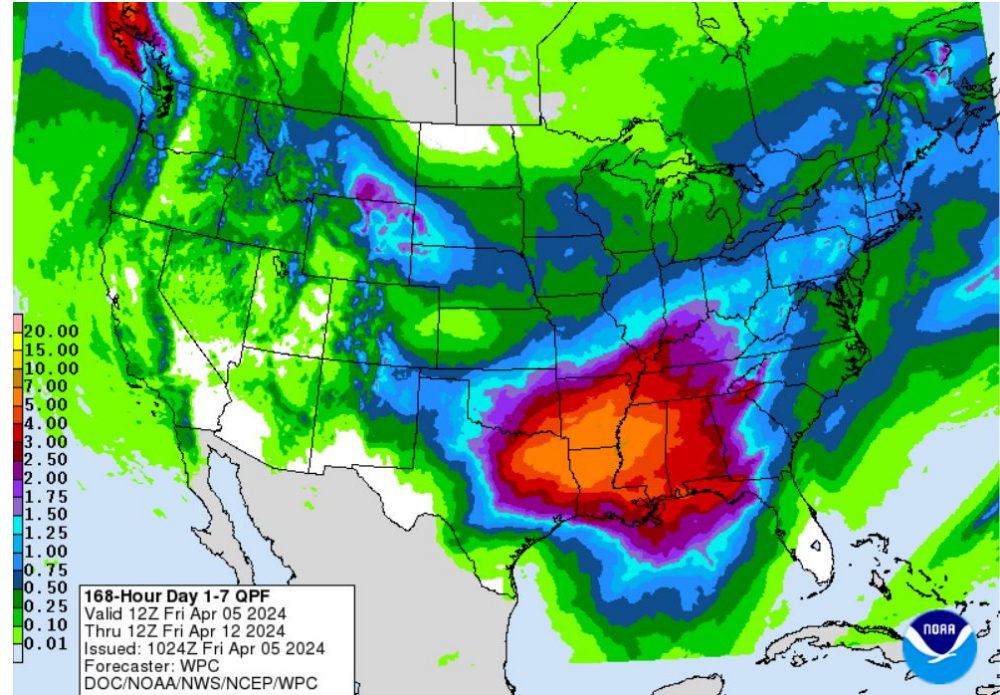 20.00
15.00
10.00
7.00
5.00
4.00
3.00
2.50
2.00
1.75
1.50
1.25
1.00
0.75
0.50
0.25
0.10
0.01
168-Hour Day 1-7 QPF
Valid 12Z Fri Apr 05 2024
Thru 12Z Fri Apr 12 2024
Issued: 1024Z Fri Apr 05 2024
Forecaster: WPC
DOC/NOAA/NWS/NCEP/WPC
NOAA